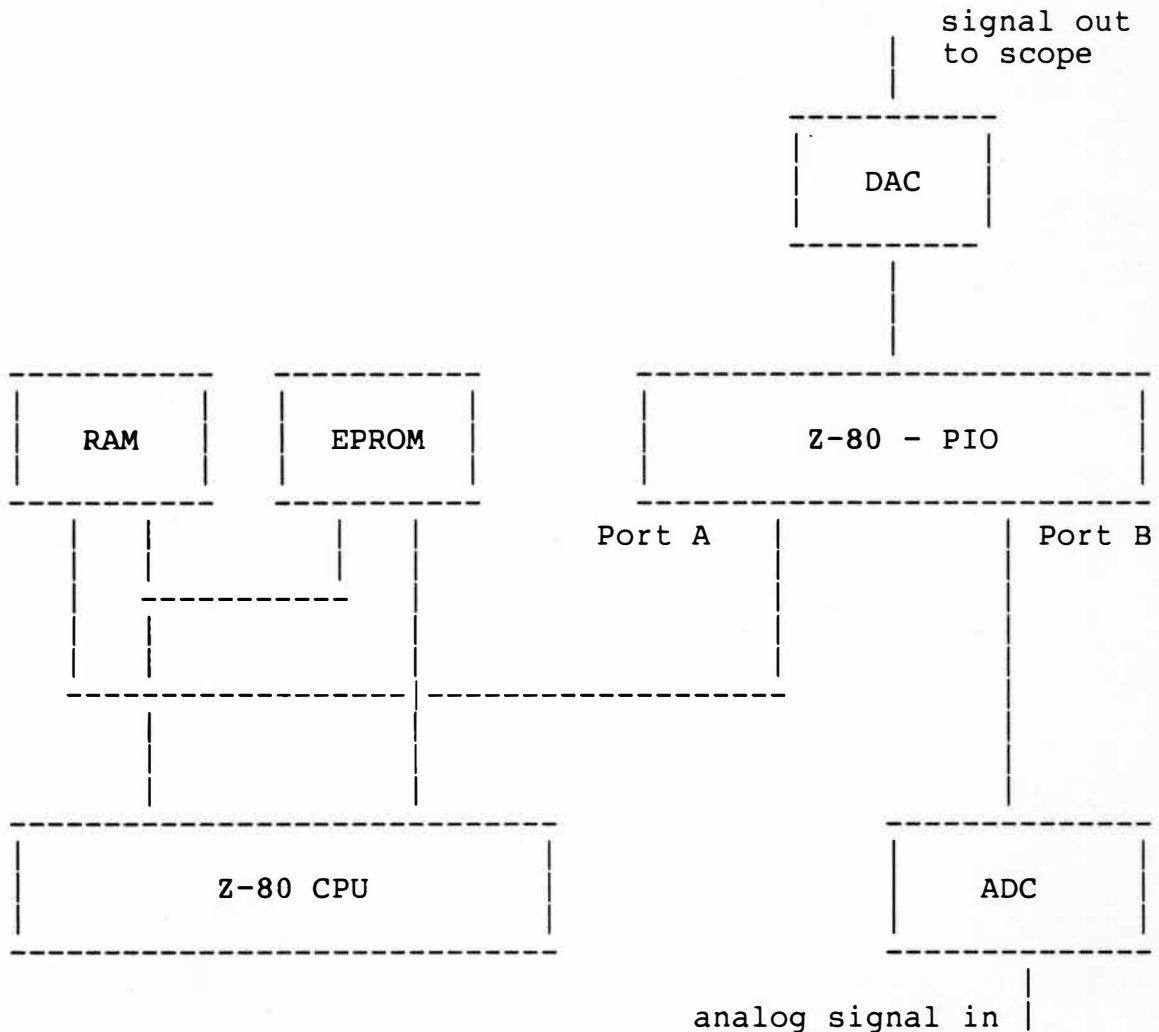 signal out
to scope
DAC
RAM
EPROM
Z-80 - PIO
Port A
Port B
Z-80 CPU
ADC
analog signal in